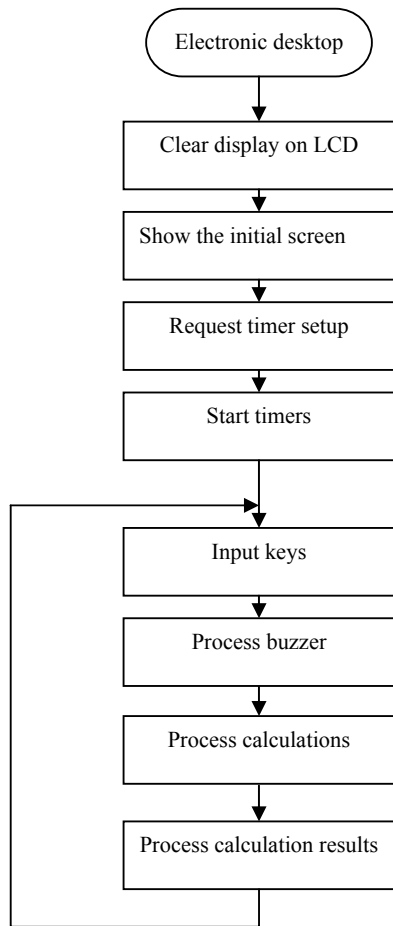 Electronic desktop
Clear display on LCD
Show the initial screen
Request timer setup
Start timers
Input keys
Process buzzer
Process calculations
Process calculation results